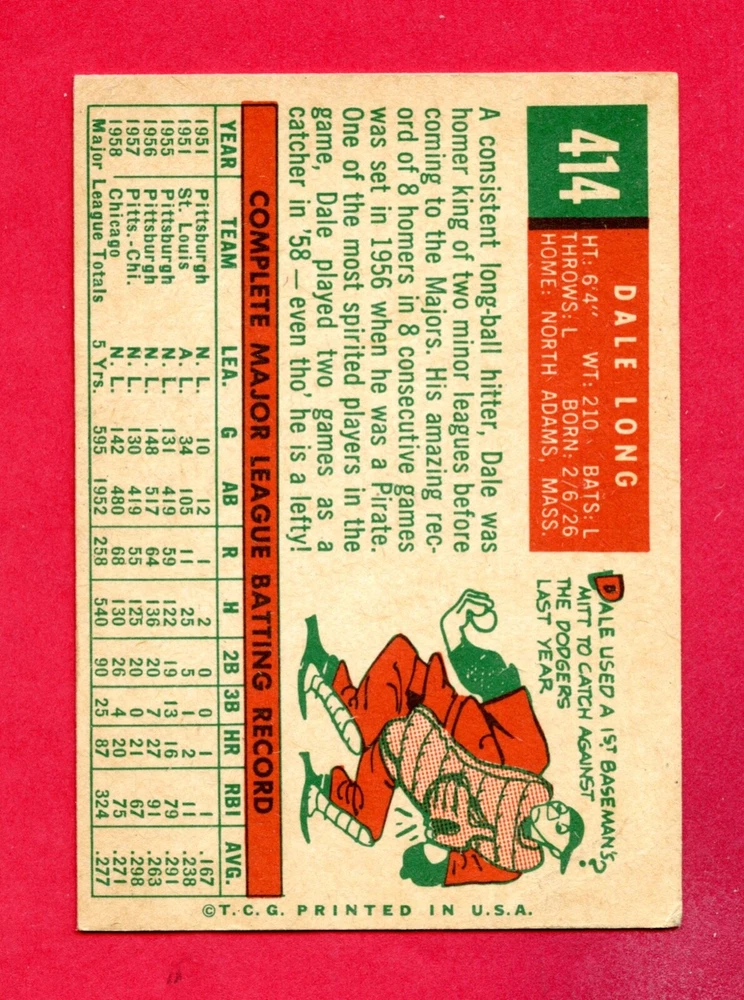 414
DALE LONG
HT.: 6'4" WT.: 210 BATS: L
THROWS: L BORN: 2/6/26
HOME: NORTH ADAMS, MASS.
A consistent long-ball hitter, Dale was
homer king of two minor leagues before
coming to the Majors. His amazing rec-
ord of 8 homers in 8 consecutive games
was set in 1956 when he was a Pirate.
One of the most spirited players in the
game, Dale played two games as a
catcher in '58 — even tho' he is a lefty!
DALE USED A 1ST BASEMAN'S
MITT TO CATCH AGAINST
THE DODGERS
LAST YEAR
COMPLETE MAJOR LEAGUE BATTING RECORD
YEAR TEAM LEA. G AB R H 2B 3B HR RBI AVG.
1951 Pittsburgh N. L. 10 12 1 2 0 0 1 1 .167
1951 St. Louis A. L. 34 105 11 25 5 1 2 11 .238
1955 Pittsburgh N. L. 131 419 59 122 19 13 16 79 .291
1956 Pittsburgh N. L. 148 517 64 136 20 7 27 91 .263
1957 Pitts.-Chi. N. L. 130 419 55 125 20 0 21 67 .298
1958 Chicago N. L. 142 480 68 130 26 4 20 75 .271
Major League Totals 5 Yrs. 595 1952 258 540 90 25 87 324 .277
©T.C.G. PRINTED IN U.S.A.